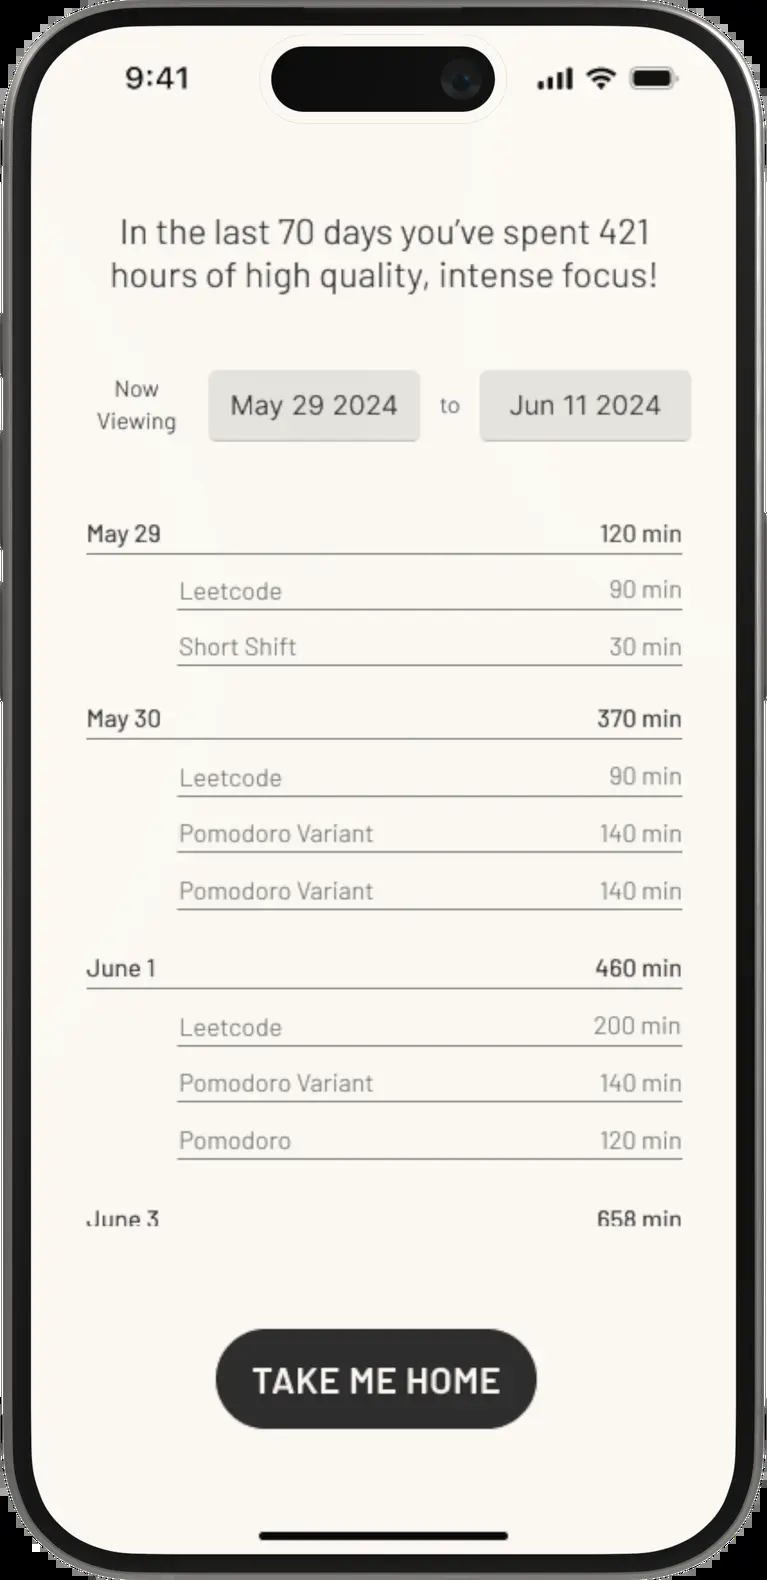 9:41
In the last 70 days you’ve spent 421
hours of high quality, intense focus!
Now
Viewing
May 29 2024 to Jun 11 2024
May 29 120 min
Leetcode 90 min
Short Shift 30 min
May 30 370 min
Leetcode 90 min
Pomodoro Variant 140 min
Pomodoro Variant 140 min
June 1 460 min
Leetcode 200 min
Pomodoro Variant 140 min
Pomodoro 120 min
June 3 658 min
TAKE ME HOME